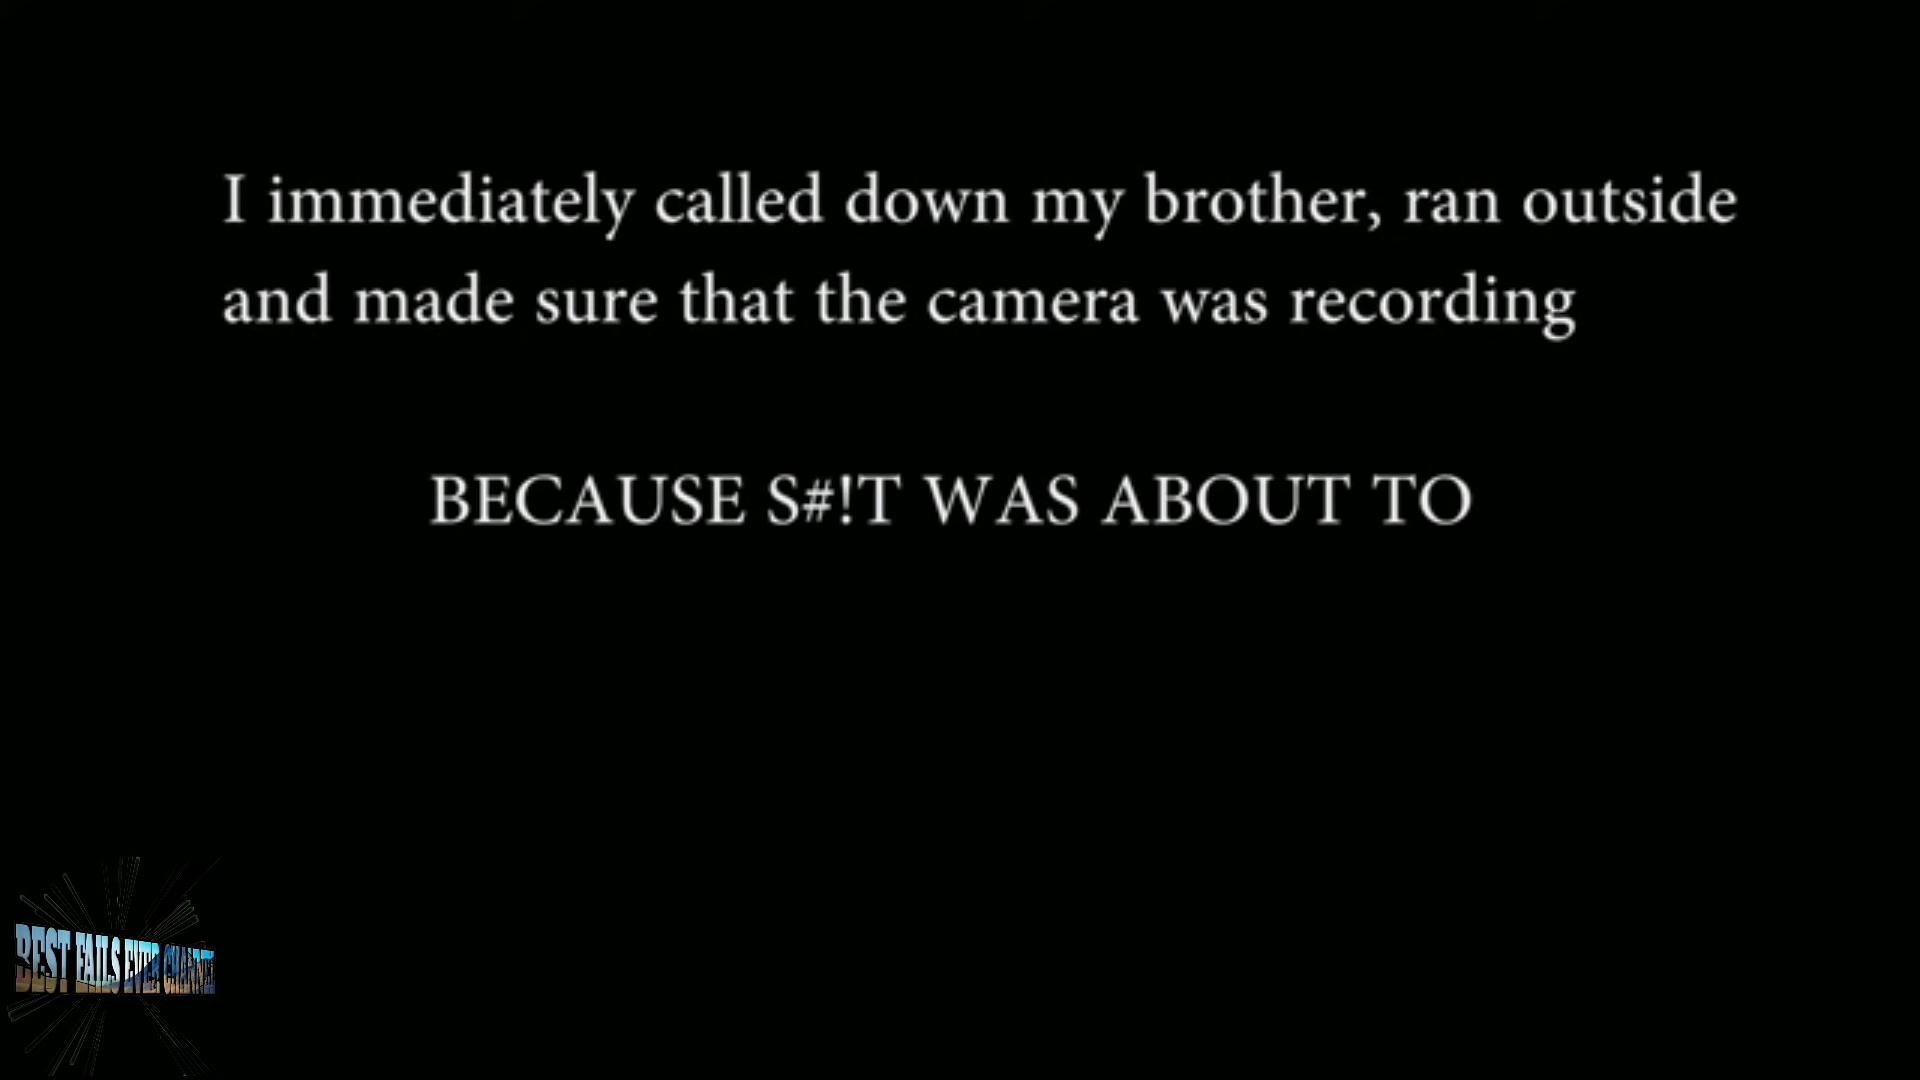 I immediately called down my brother, ran outside
and made sure that the camera was recording
BECAUSE S#!T WAS ABOUT TO
BEST FAILS EVER CHANNEL